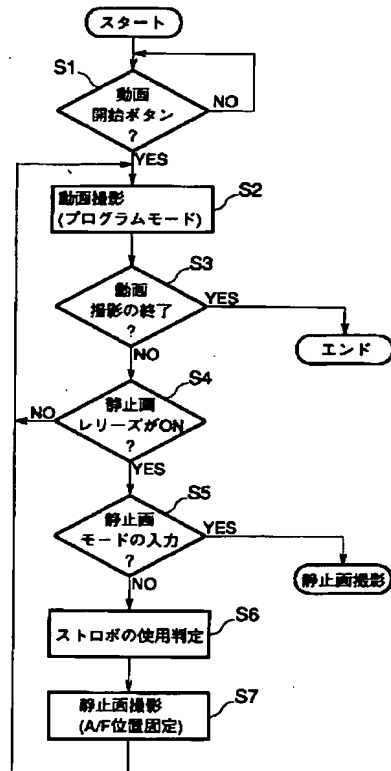 スタート
S1
動画
開始ボタン
?
NO
YES
動画撮影
(プログラムモード)
S2
S3
動画
撮影の終了
?
YES
エンド
NO
S4
静止画
レリーズがON
?
NO
YES
S5
静止画
モードの入力
?
YES
静止画撮影
NO
ストロボの使用判定
S6
静止画撮影
(A/F位置固定)
S7